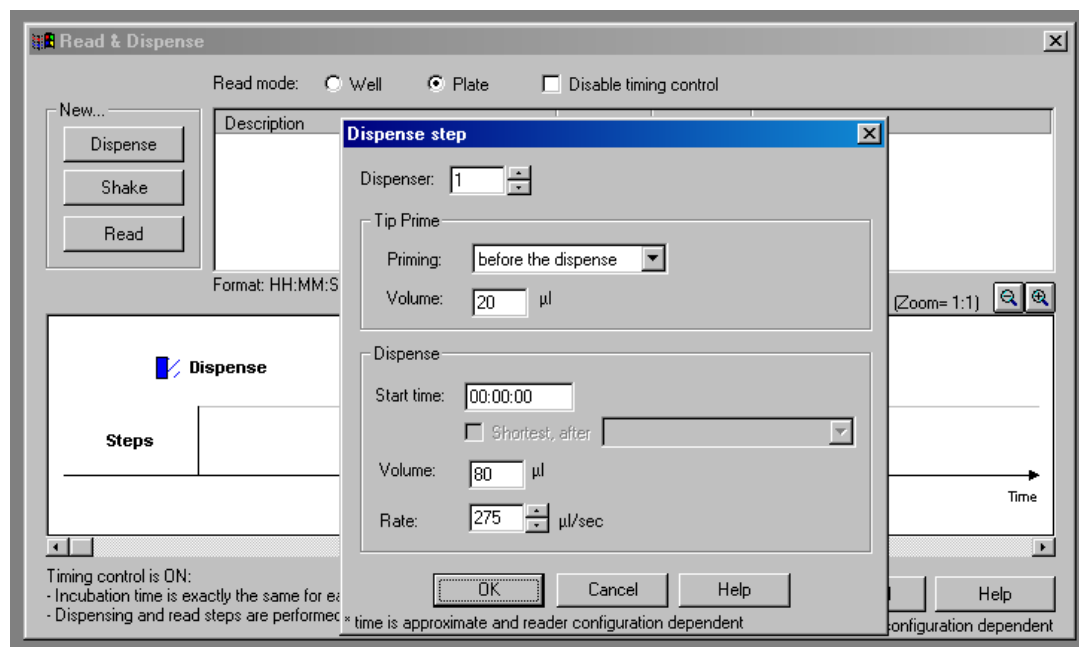 Read & Dispense
Read mode: Well Plate Disable timing control
New...
Dispense
Shake
Read
Description
Format: HH:MM:S
(Zoom= 1:1)
Dispense
Steps
Time
Timing control is ON:
- Incubation time is exactly the same for ea
- Dispensing and read steps are performed
Help
configuration dependent
Dispense step
Dispenser: 1
Tip Prime
Priming: before the dispense
Volume: 20 µl
Dispense
Start time: 00:00:00
Shortest, after
Volume: 80 µl
Rate: 275 µl/sec
OK Cancel Help
* time is approximate and reader configuration dependent